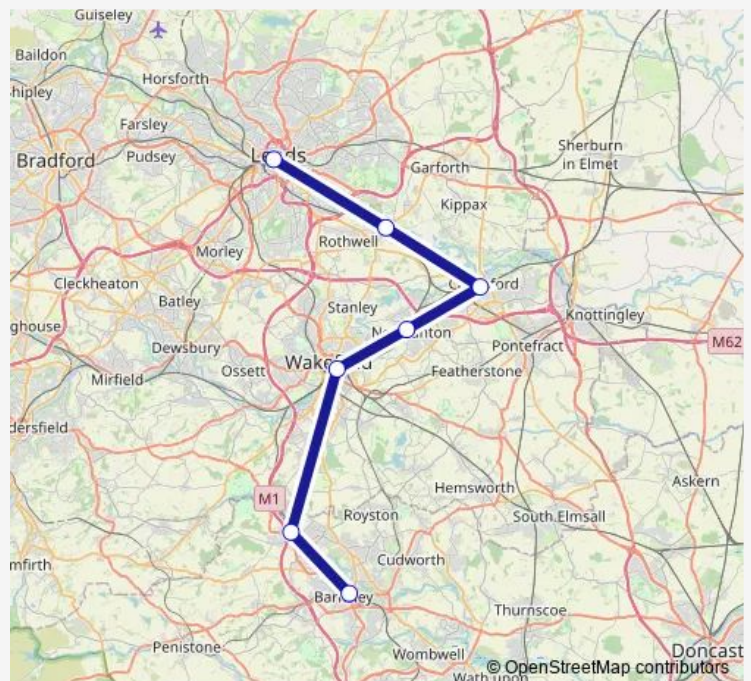 Guiseley
Baildon
Horsforth
Shipley
Farsley
Bradford
Pudsey
Leeds
Sherburn
in Elmet
Garforth
Kippax
Rothwell
Morley
Cleckheaton
Batley
Stanley
Knottingley
Dewsbury
Pontefract
M62
Ossett
Featherstone
Mirfield
dersfield
Hemsworth
Askern
M1
Royston
South Elmsall
mfirth
Cudworth
Thurnscoe
Penistone
Wombwell
Doncast
© OpenStreetMap contributors